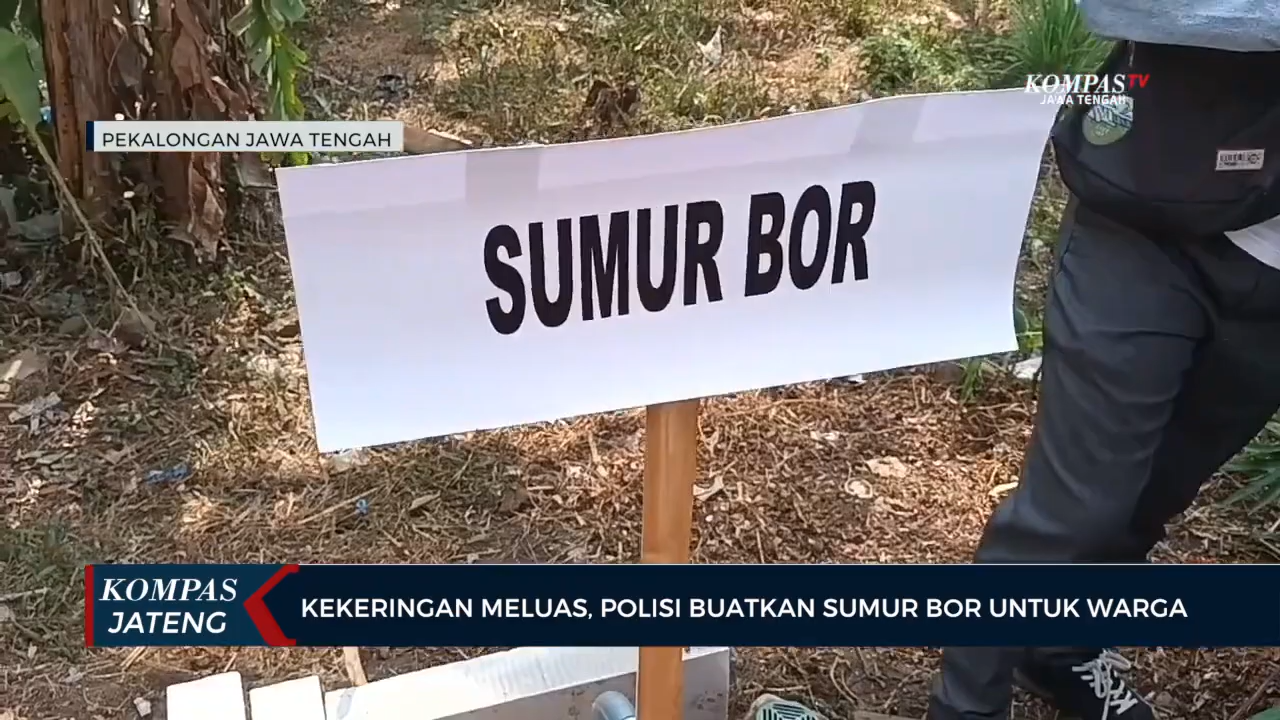 KOMPAS TV
JAWA TENGAH
PEKALONGAN JAWA TENGAH
SUMUR BOR
KOMPAS
JATENG
KEKERINGAN MELUAS, POLISI BUATKAN SUMUR BOR UNTUK WARGA